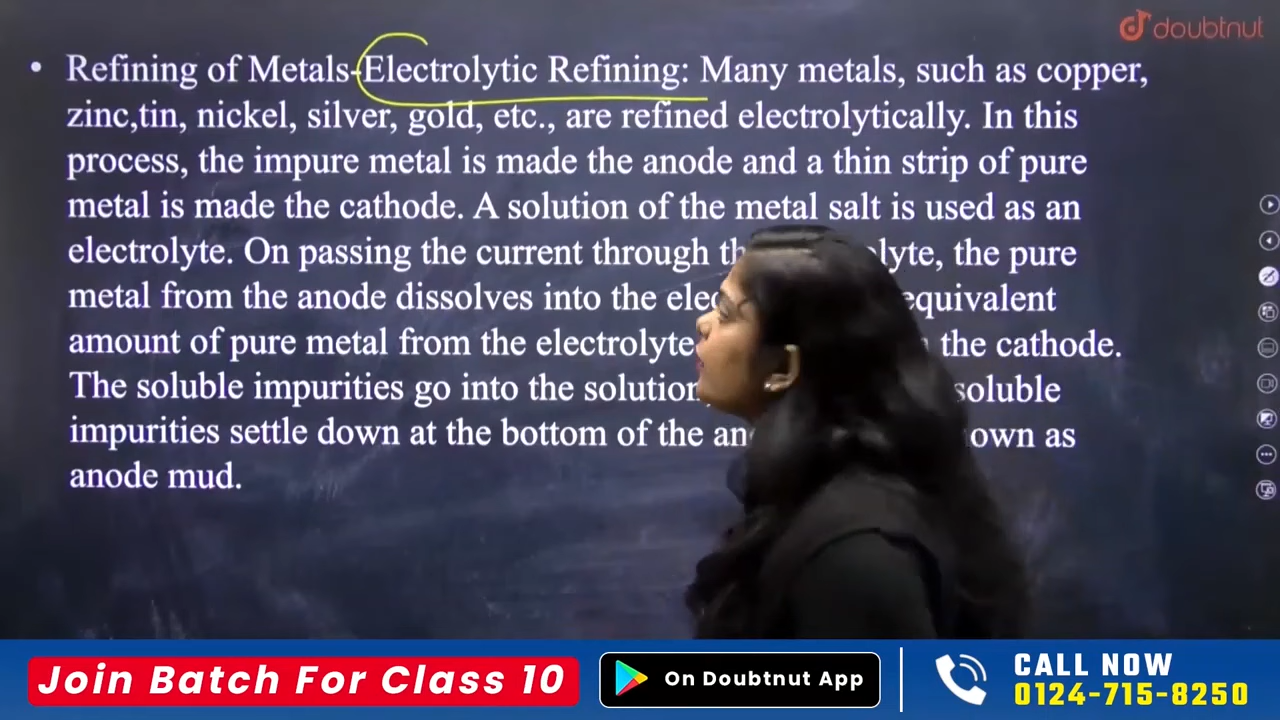 doubtnut
• Refining of Metals-Electrolytic Refining: Many metals, such as copper,
zinc,tin, nickel, silver, gold, etc., are refined electrolytically. In this
process, the impure metal is made the anode and a thin strip of pure
metal is made the cathode. A solution of the metal salt is used as an
electrolyte. On passing the current through the lyte, the pure
metal from the anode dissolves into the elec equivalent
amount of pure metal from the electrolyte the cathode.
The soluble impurities go into the solution, soluble
impurities settle down at the bottom of the an own as
anode mud.
Join Batch For Class 10
On Doubtnut App
CALL NOW
0124-715-8250